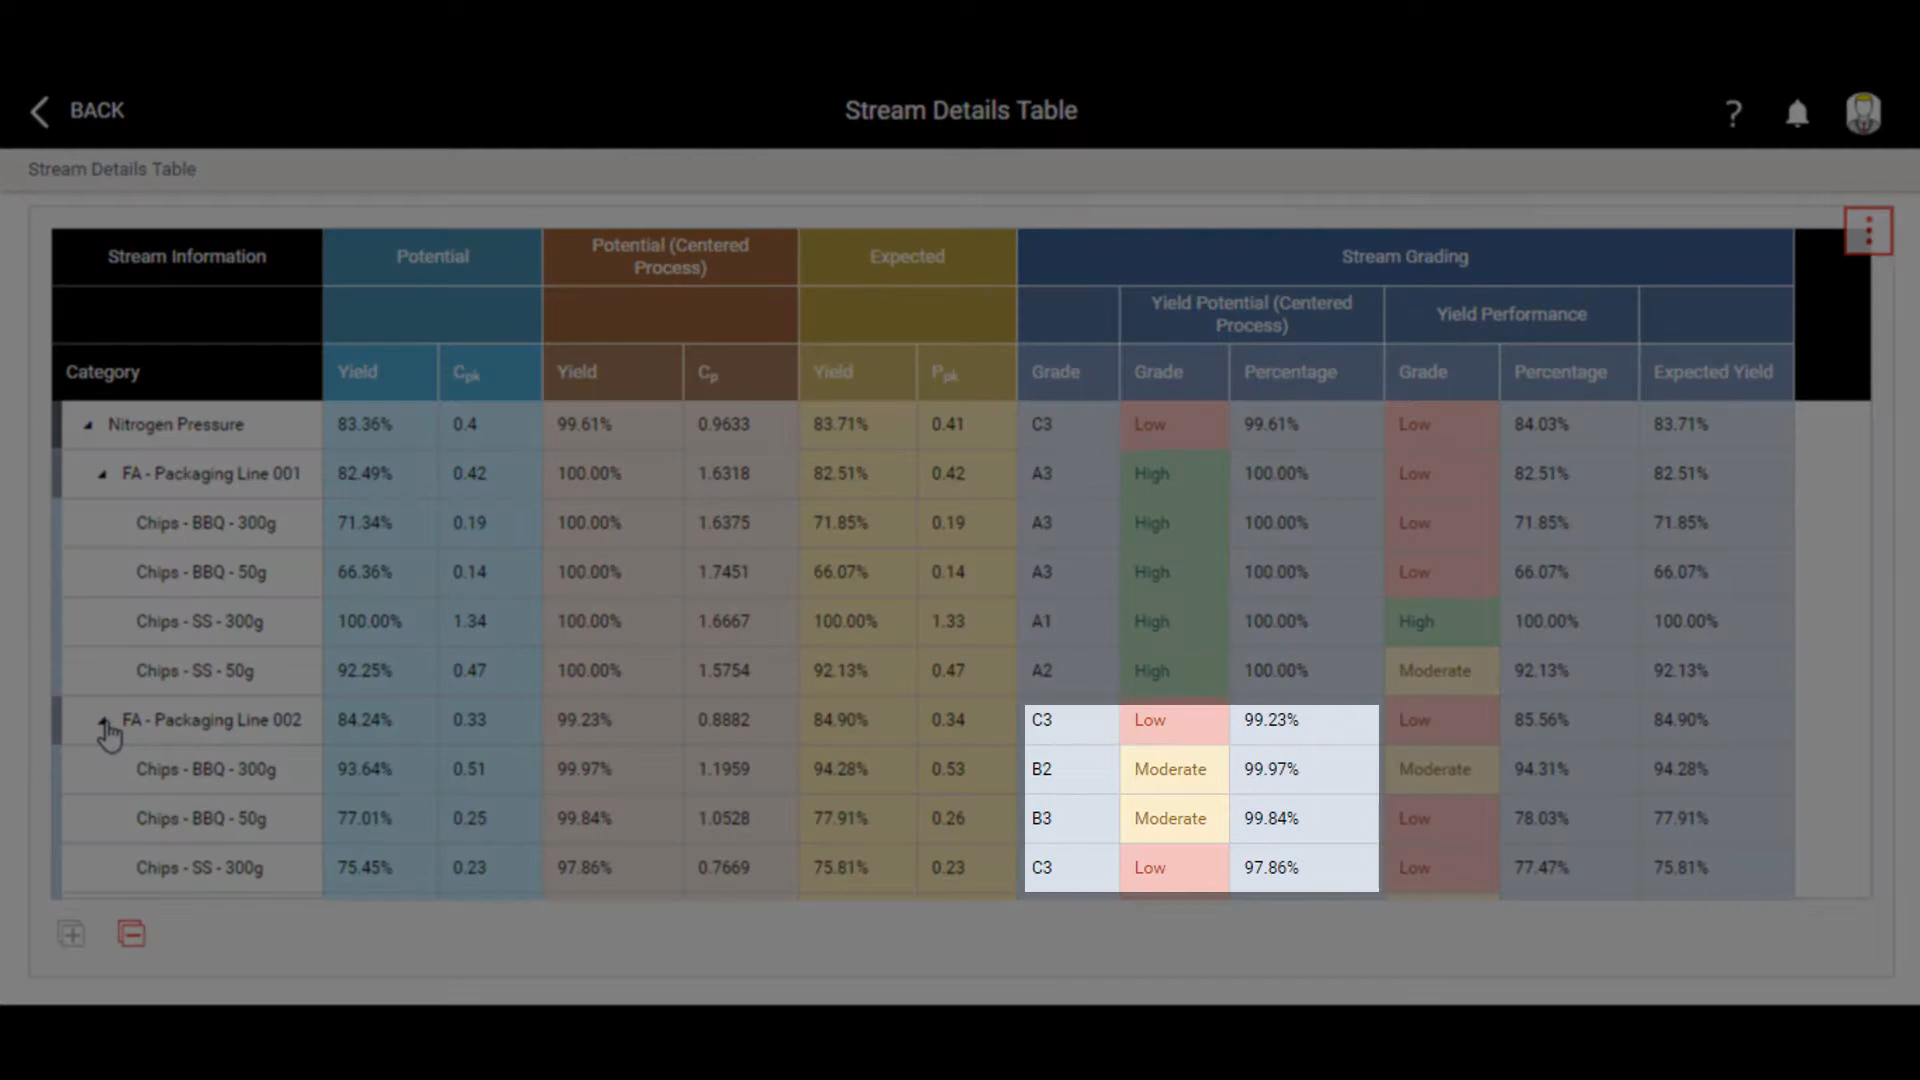 BACK
Stream Details Table
?
Stream Details Table
Stream Information Potential Potential (Centered Process) Expected Stream Grading
Yield Potential (Centered Process) Yield Performance
Category Yield Cpk Yield Cp Yield Ppk Grade Grade Percentage Grade Percentage Expected Yield
Nitrogen Pressure 83.36% 0.4 99.61% 0.9633 83.71% 0.41 C3 Low 99.61% Low 84.03% 83.71%
FA - Packaging Line 001 82.49% 0.42 100.00% 1.6318 82.51% 0.42 A3 High 100.00% Low 82.51% 82.51%
Chips - BBQ - 300g 71.34% 0.19 100.00% 1.6375 71.85% 0.19 A3 High 100.00% Low 71.85% 71.85%
Chips - BBQ - 50g 66.36% 0.14 100.00% 1.7451 66.07% 0.14 A3 High 100.00% Low 66.07% 66.07%
Chips - SS - 300g 100.00% 1.34 100.00% 1.6667 100.00% 1.33 A1 High 100.00% High 100.00% 100.00%
Chips - SS - 50g 92.25% 0.47 100.00% 1.5754 92.13% 0.47 A2 High 100.00% Moderate 92.13% 92.13%
FA - Packaging Line 002 84.24% 0.33 99.23% 0.8882 84.90% 0.34 C3 Low 99.23% Low 85.56% 84.90%
Chips - BBQ - 300g 93.64% 0.51 99.97% 1.1959 94.28% 0.53 B2 Moderate 99.97% Moderate 94.31% 94.28%
Chips - BBQ - 50g 77.01% 0.25 99.84% 1.0528 77.91% 0.26 B3 Moderate 99.84% Low 78.03% 77.91%
Chips - SS - 300g 75.45% 0.23 97.86% 0.7669 75.81% 0.23 C3 Low 97.86% Low 77.47% 75.81%